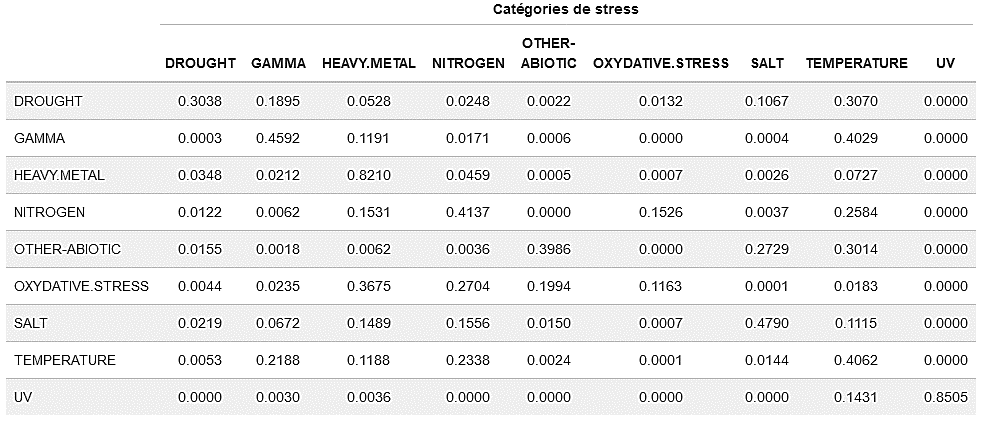 Catégories de stress
DROUGHT GAMMA HEAVY.METAL NITROGEN OTHER-ABIOTIC OXYDATIVE.STRESS SALT TEMPERATURE UV
DROUGHT 0.3038 0.1895 0.0528 0.0248 0.0022 0.0132 0.1067 0.3070 0.0000
GAMMA 0.0003 0.4592 0.1191 0.0171 0.0006 0.0000 0.0004 0.4029 0.0000
HEAVY.METAL 0.0348 0.0212 0.8210 0.0459 0.0005 0.0007 0.0026 0.0727 0.0000
NITROGEN 0.0122 0.0062 0.1531 0.4137 0.0000 0.1526 0.0037 0.2584 0.0000
OTHER-ABIOTIC 0.0155 0.0018 0.0062 0.0036 0.3986 0.0000 0.2729 0.3014 0.0000
OXYDATIVE.STRESS 0.0044 0.0235 0.3675 0.2704 0.1994 0.1163 0.0001 0.0183 0.0000
SALT 0.0219 0.0672 0.1489 0.1556 0.0150 0.0007 0.4790 0.1115 0.0000
TEMPERATURE 0.0053 0.2188 0.1188 0.2338 0.0024 0.0001 0.0144 0.4062 0.0000
UV 0.0000 0.0030 0.0036 0.0000 0.0000 0.0000 0.0000 0.1431 0.8505